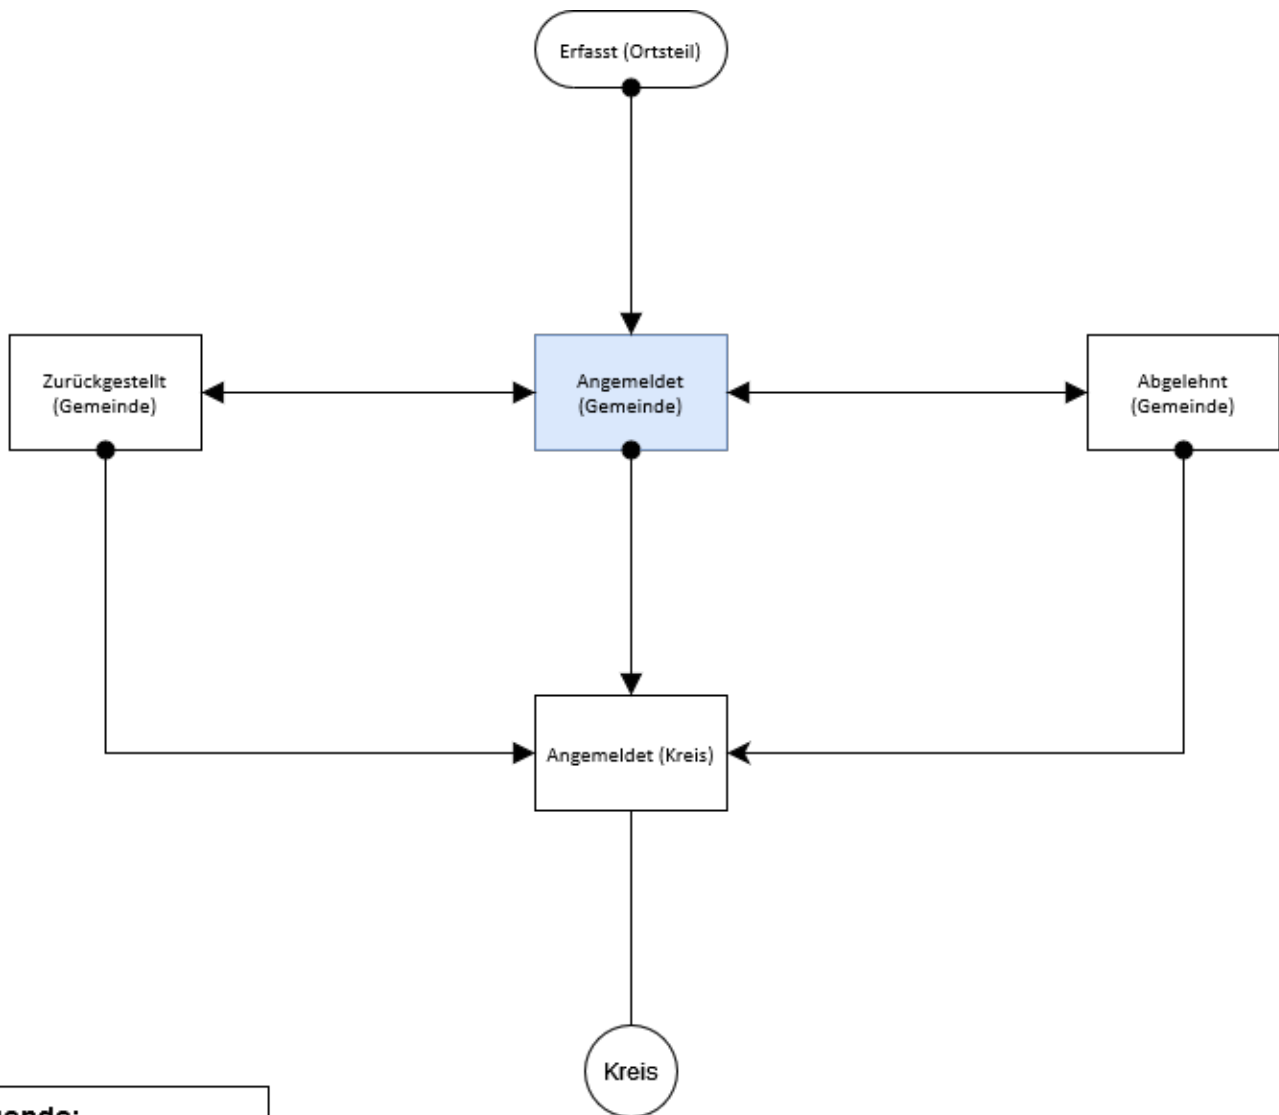 Erfasst (Ortsteil)
Zurückgestellt
(Gemeinde)
Angemeldet
(Gemeinde)
Abgelehnt
(Gemeinde)
Angemeldet (Kreis)
Kreis